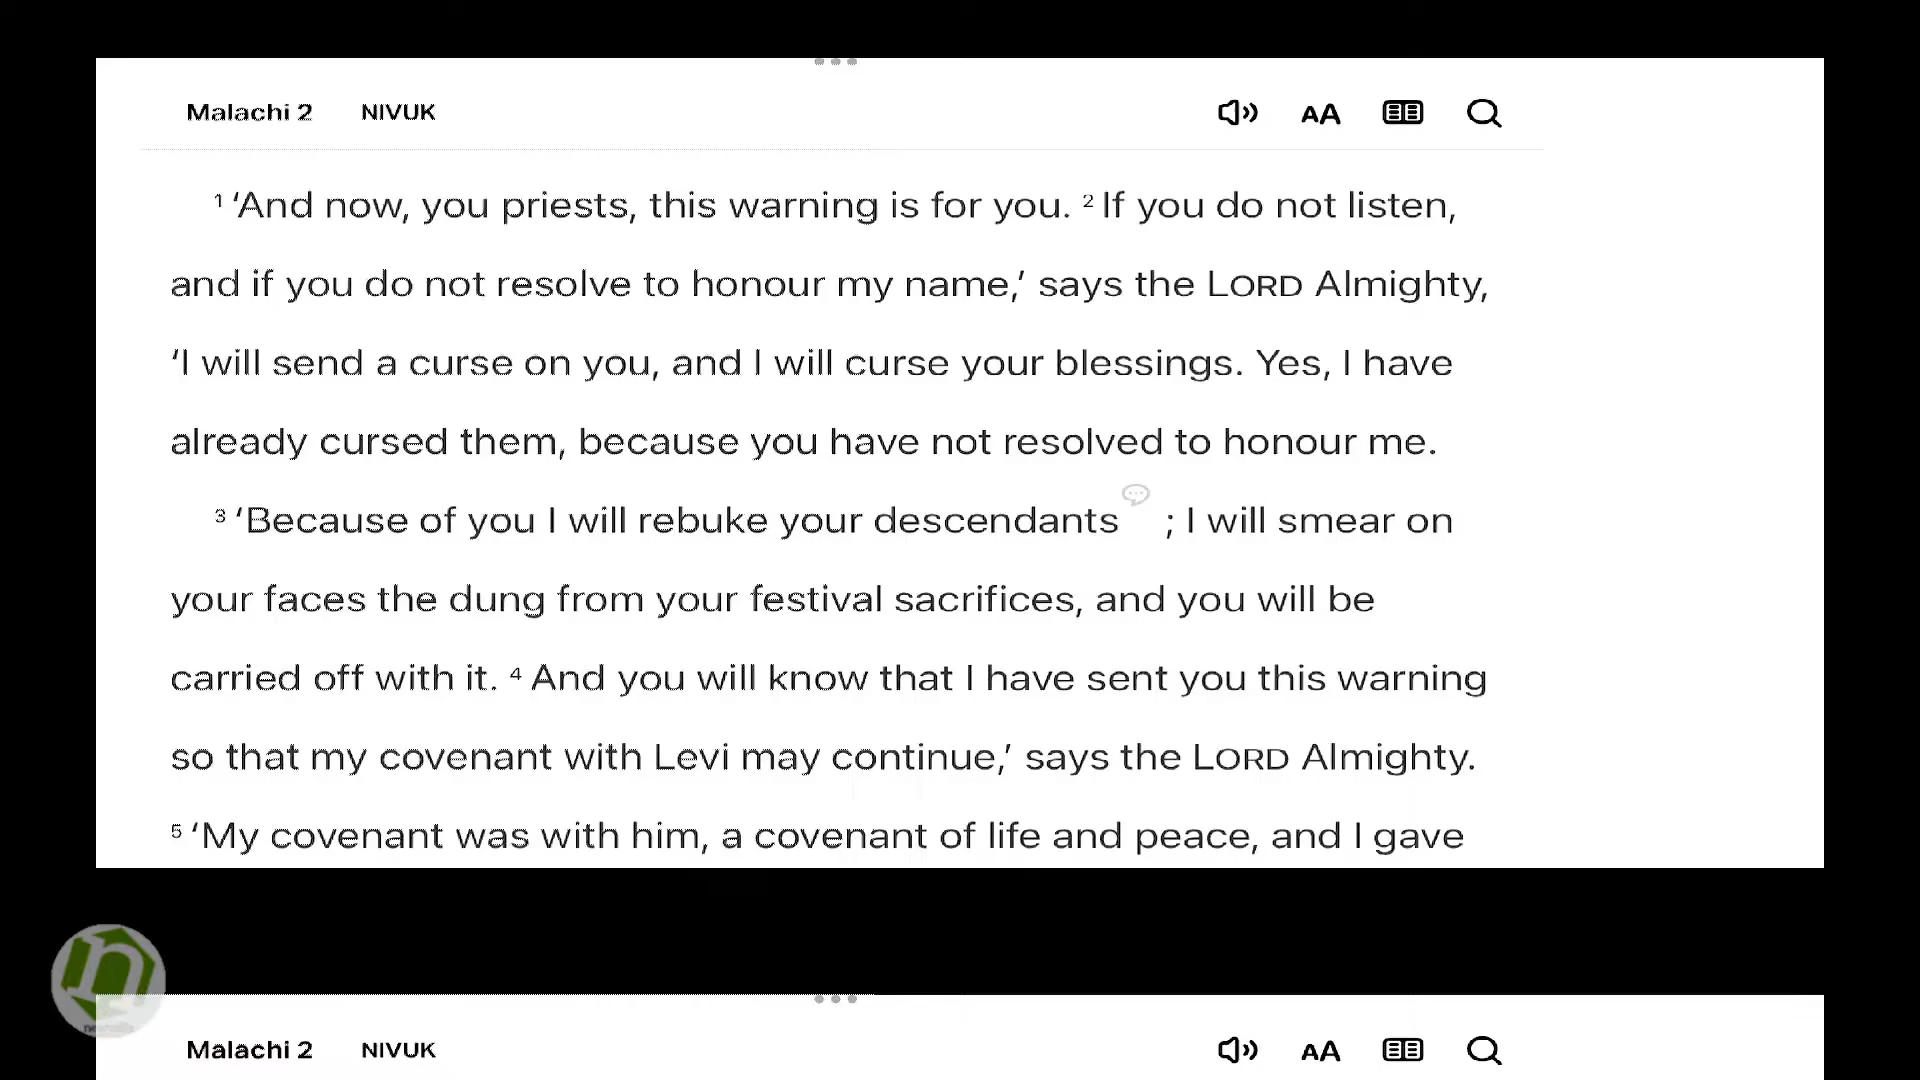 Malachi 2 NIVUK AA
1 ‘And now, you priests, this warning is for you. 2 If you do not listen,
and if you do not resolve to honour my name,’ says the LORD Almighty,
‘I will send a curse on you, and I will curse your blessings. Yes, I have
already cursed them, because you have not resolved to honour me.
3 ‘Because of you I will rebuke your descendants ; I will smear on
your faces the dung from your festival sacrifices, and you will be
carried off with it. 4 And you will know that I have sent you this warning
so that my covenant with Levi may continue,’ says the LORD Almighty.
5 ‘My covenant was with him, a covenant of life and peace, and I gave
n
Malachi 2 NIVUK AA